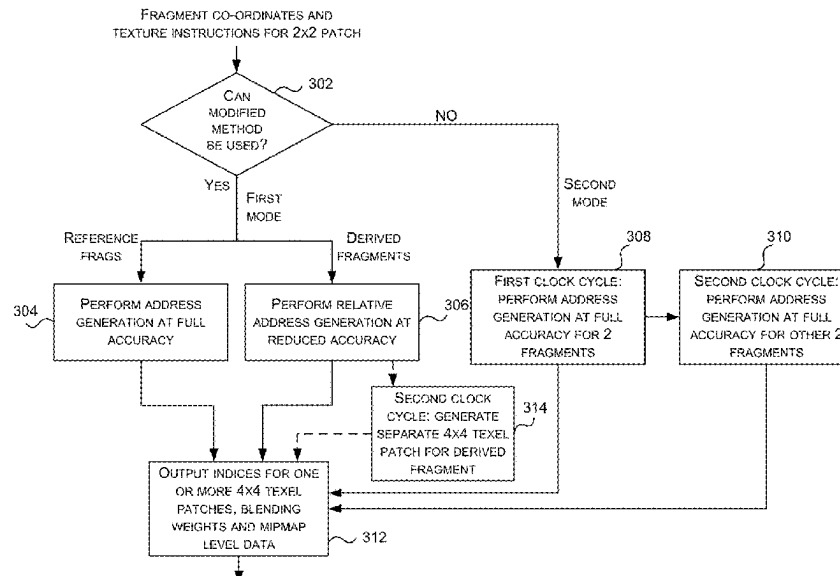 FRAGMENT CO-ORDINATES AND
TEXTURE INSTRUCTIONS FOR 2X2 PATCH
302
CAN
MODIFIED
METHOD
BE USED?
NO
YES
FIRST
MODE
SECOND
MODE
REFERENCE
FRAGS
DERIVED
FRAGMENTS
304
PERFORM ADDRESS
GENERATION AT FULL
ACCURACY
PERFORM RELATIVE
ADDRESS GENERATION AT
REDUCED ACCURACY
306
308
FIRST CLOCK CYCLE:
PERFORM ADDRESS
GENERATION AT FULL
ACCURACY FOR 2
FRAGMENTS
310
SECOND CLOCK CYCLE:
PERFORM ADDRESS
GENERATION AT FULL
ACCURACY FOR OTHER 2
FRAGMENTS
SECOND CLOCK
CYCLE: GENERATE
SEPARATE 4X4 TEXEL
PATCH FOR DERIVED
FRAGMENT
314
OUTPUT INDICES FOR ONE
OR MORE 4X4 TEXEL
PATCHES, BLENDING
WEIGHTS AND MIPMAP
LEVEL DATA
312